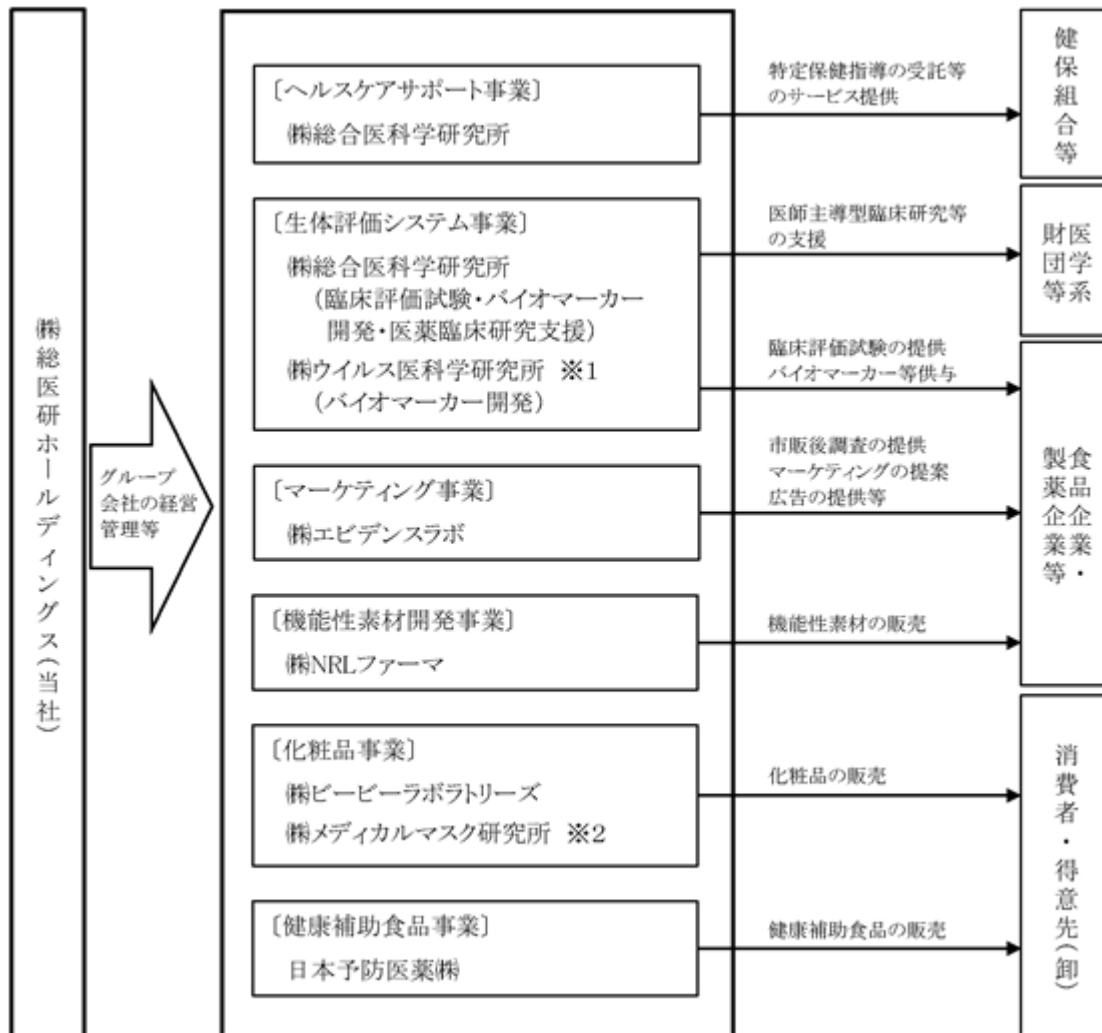 ㈱総医研ホールディングス(当社)
グループ
会社の経営
管理等
〔ヘルスケアサポート事業〕
㈱総合医科学研究所
特定保健指導の受託等
のサービス提供
健保組合等
〔生体評価システム事業〕
㈱総合医科学研究所
(臨床評価試験・バイオマーカー
開発・医薬臨床研究支援)
㈱ウイルス医科学研究所 ※1
(バイオマーカー開発)
医師主導型臨床研究等
の支援
医学系
財団等
臨床評価試験の提供
バイオマーカー等供与
〔マーケティング事業〕
㈱エビデンスラボ
市販後調査の提供
マーケティングの提案
広告の提供等
食品企業・
製薬企業等
〔機能性素材開発事業〕
㈱NRLファーマ
機能性素材の販売
〔化粧品事業〕
㈱ビービーラボラトリーズ
㈱メディカルマスク研究所 ※2
化粧品の販売
消費者・得意先(卸)
〔健康補助食品事業〕
日本予防医薬㈱
健康補助食品の販売